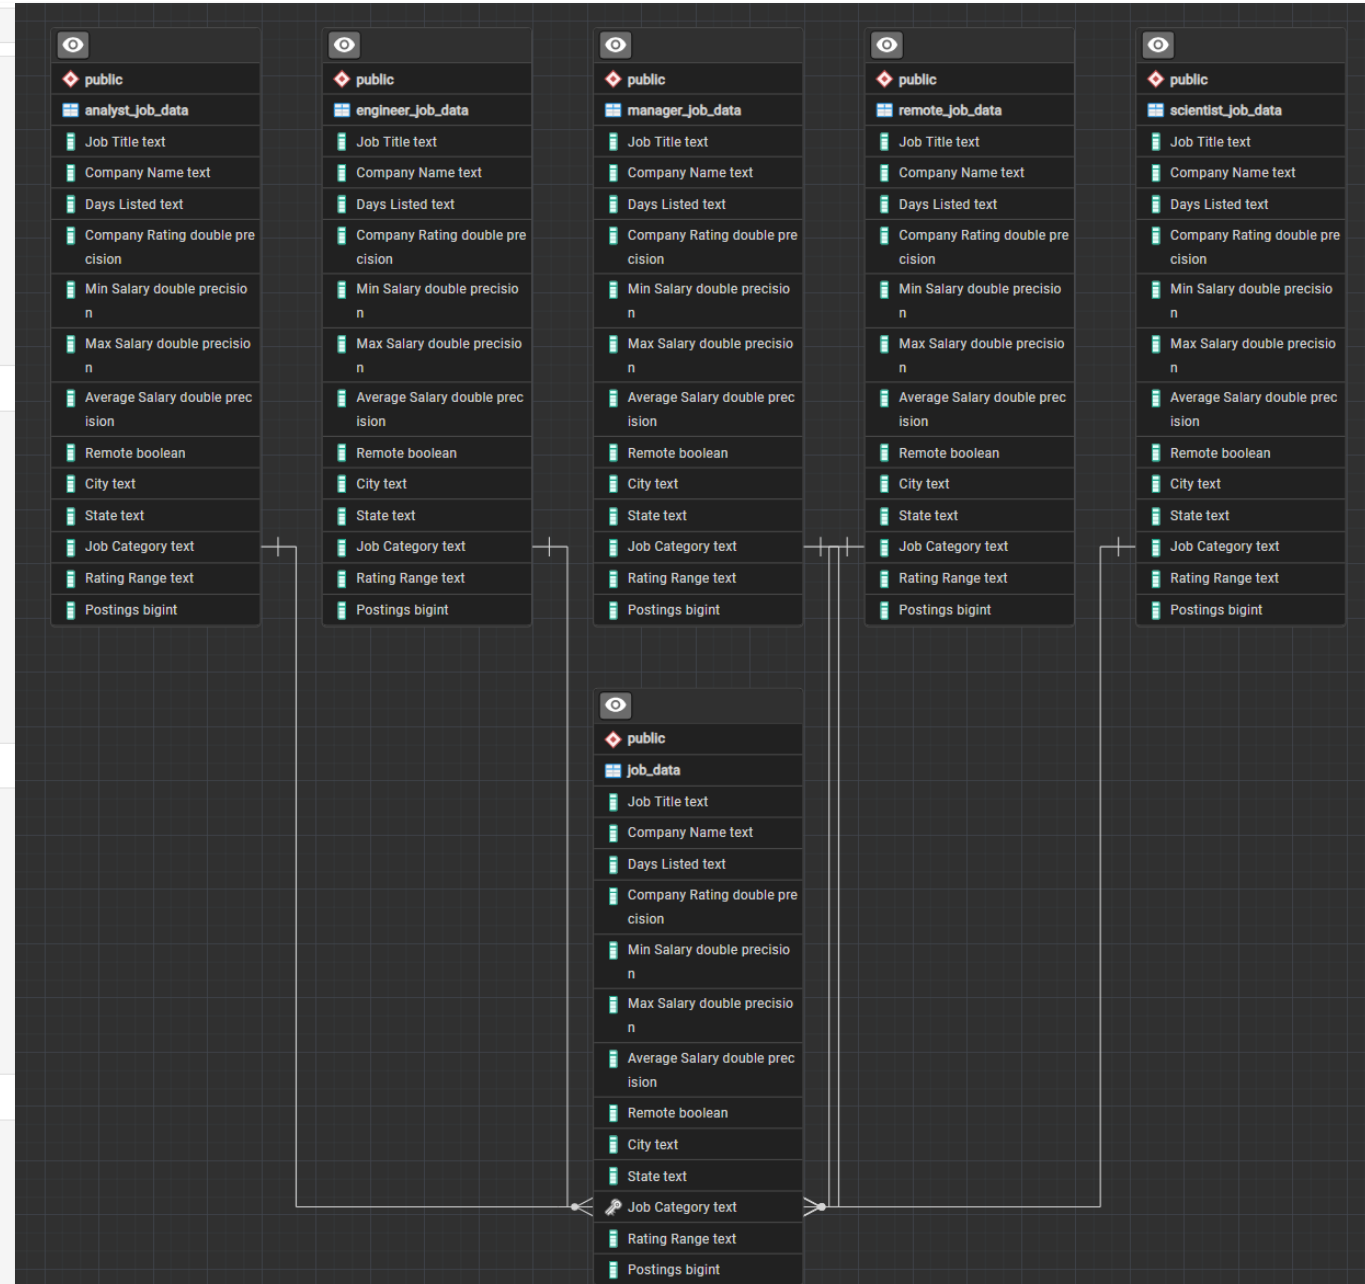 public
analyst_job_data
Job Title text
Company Name text
Days Listed text
Company Rating double pre
cision
Min Salary double precisio
n
Max Salary double precisio
n
Average Salary double prec
ision
Remote boolean
City text
State text
Job Category text
Rating Range text
Postings bigint
public
engineer_job_data
Job Title text
Company Name text
Days Listed text
Company Rating double pre
cision
Min Salary double precisio
n
Max Salary double precisio
n
Average Salary double prec
ision
Remote boolean
City text
State text
Job Category text
Rating Range text
Postings bigint
public
manager_job_data
Job Title text
Company Name text
Days Listed text
Company Rating double pre
cision
Min Salary double precisio
n
Max Salary double precisio
n
Average Salary double prec
ision
Remote boolean
City text
State text
Job Category text
Rating Range text
Postings bigint
public
remote_job_data
Job Title text
Company Name text
Days Listed text
Company Rating double pre
cision
Min Salary double precisio
n
Max Salary double precisio
n
Average Salary double prec
ision
Remote boolean
City text
State text
Job Category text
Rating Range text
Postings bigint
public
scientist_job_data
Job Title text
Company Name text
Days Listed text
Company Rating double pre
cision
Min Salary double precisio
n
Max Salary double precisio
n
Average Salary double prec
ision
Remote boolean
City text
State text
Job Category text
Rating Range text
Postings bigint
public
job_data
Job Title text
Company Name text
Days Listed text
Company Rating double pre
cision
Min Salary double precisio
n
Max Salary double precisio
n
Average Salary double prec
ision
Remote boolean
City text
State text
Job Category text
Rating Range text
Postings bigint